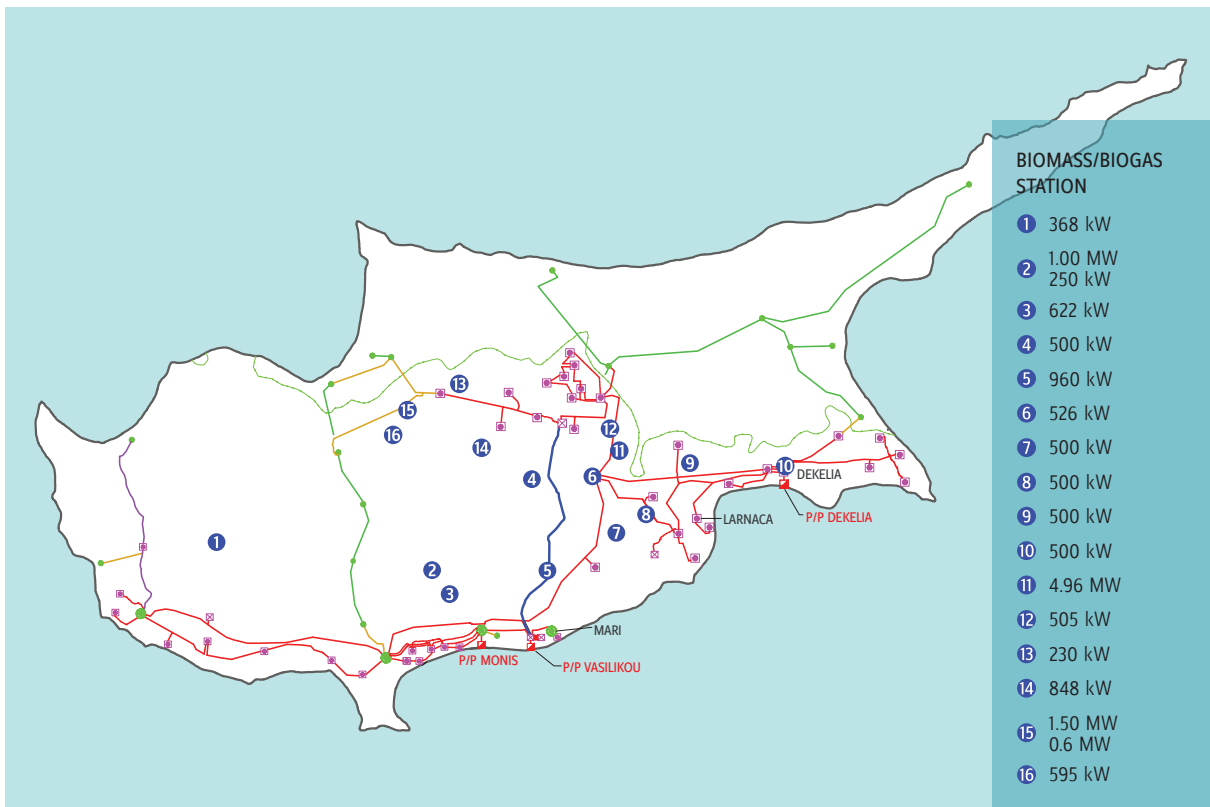 BIOMASS/BIOGAS
STATION
1 368 kW
2 1.00 MW
250 kW
3 622 kW
4 500 kW
5 960 kW
6 526 kW
7 500 kW
8 500 kW
9 500 kW
10 500 kW
11 4.96 MW
12 505 kW
13 230 kW
14 848 kW
15 1.50 MW
0.6 MW
16 595 kW
13
15
16
14
12
11
4
6
9
10
DEKELIA
P/P DEKELIA
LARNACA
8
7
1
2
3
5
MARI
P/P MONIS
P/P VASILIKOU